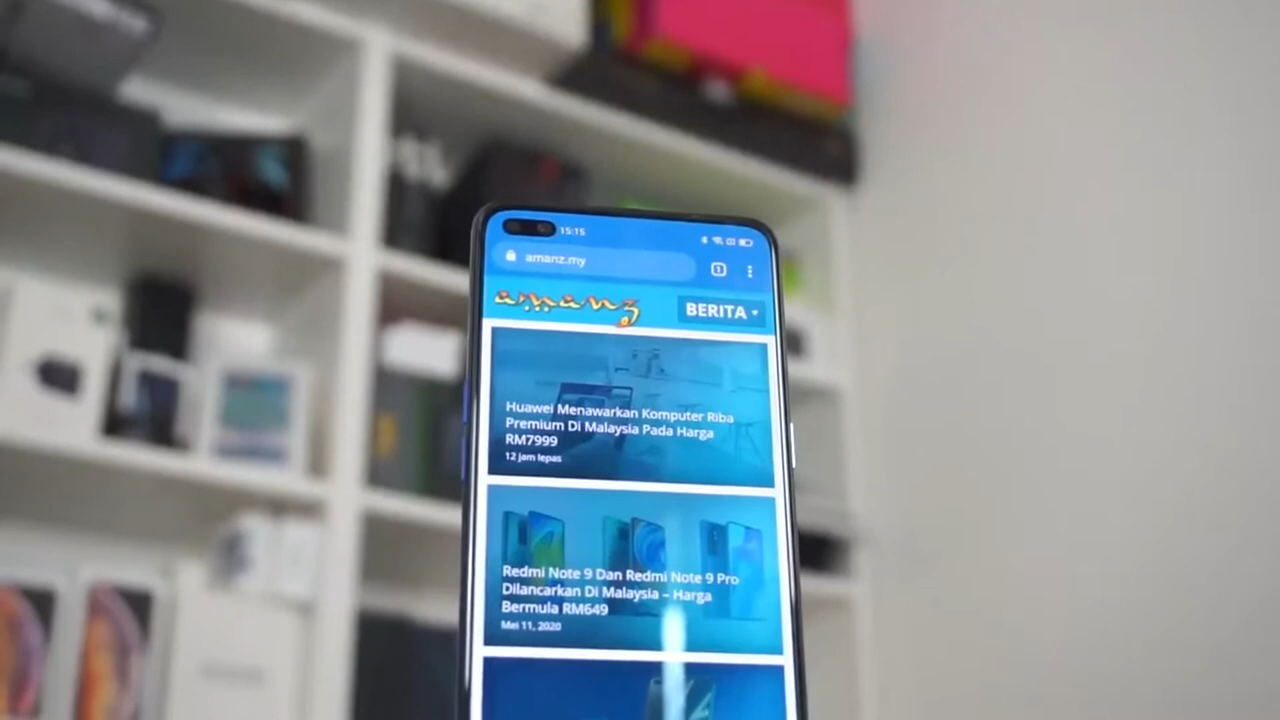 15:15
amanz.my
1
amanz
BERITA
Huawei Menawarkan Komputer Riba
Premium Di Malaysia Pada Harga
RM7999
12 jam lepas
Redmi Note 9 Dan Redmi Note 9 Pro
Dilancarkan Di Malaysia – Harga
Bermula RM649
Mei 11, 2020